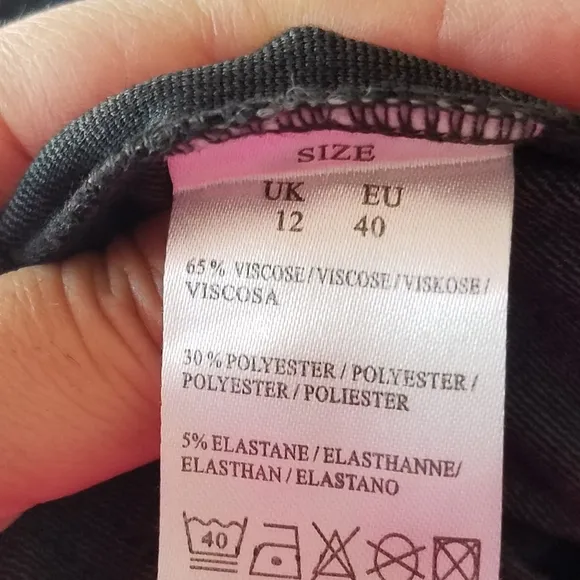 SIZE
UK EU
12 40
65% VISCOSE/VISCOSE/VISKOSE/
VISCOSA
30% POLYESTER/POLYESTER/
POLYESTER/POLIESTER
5% ELASTANE/ELASTHANNE/
ELASTHAN/ELASTANO
40